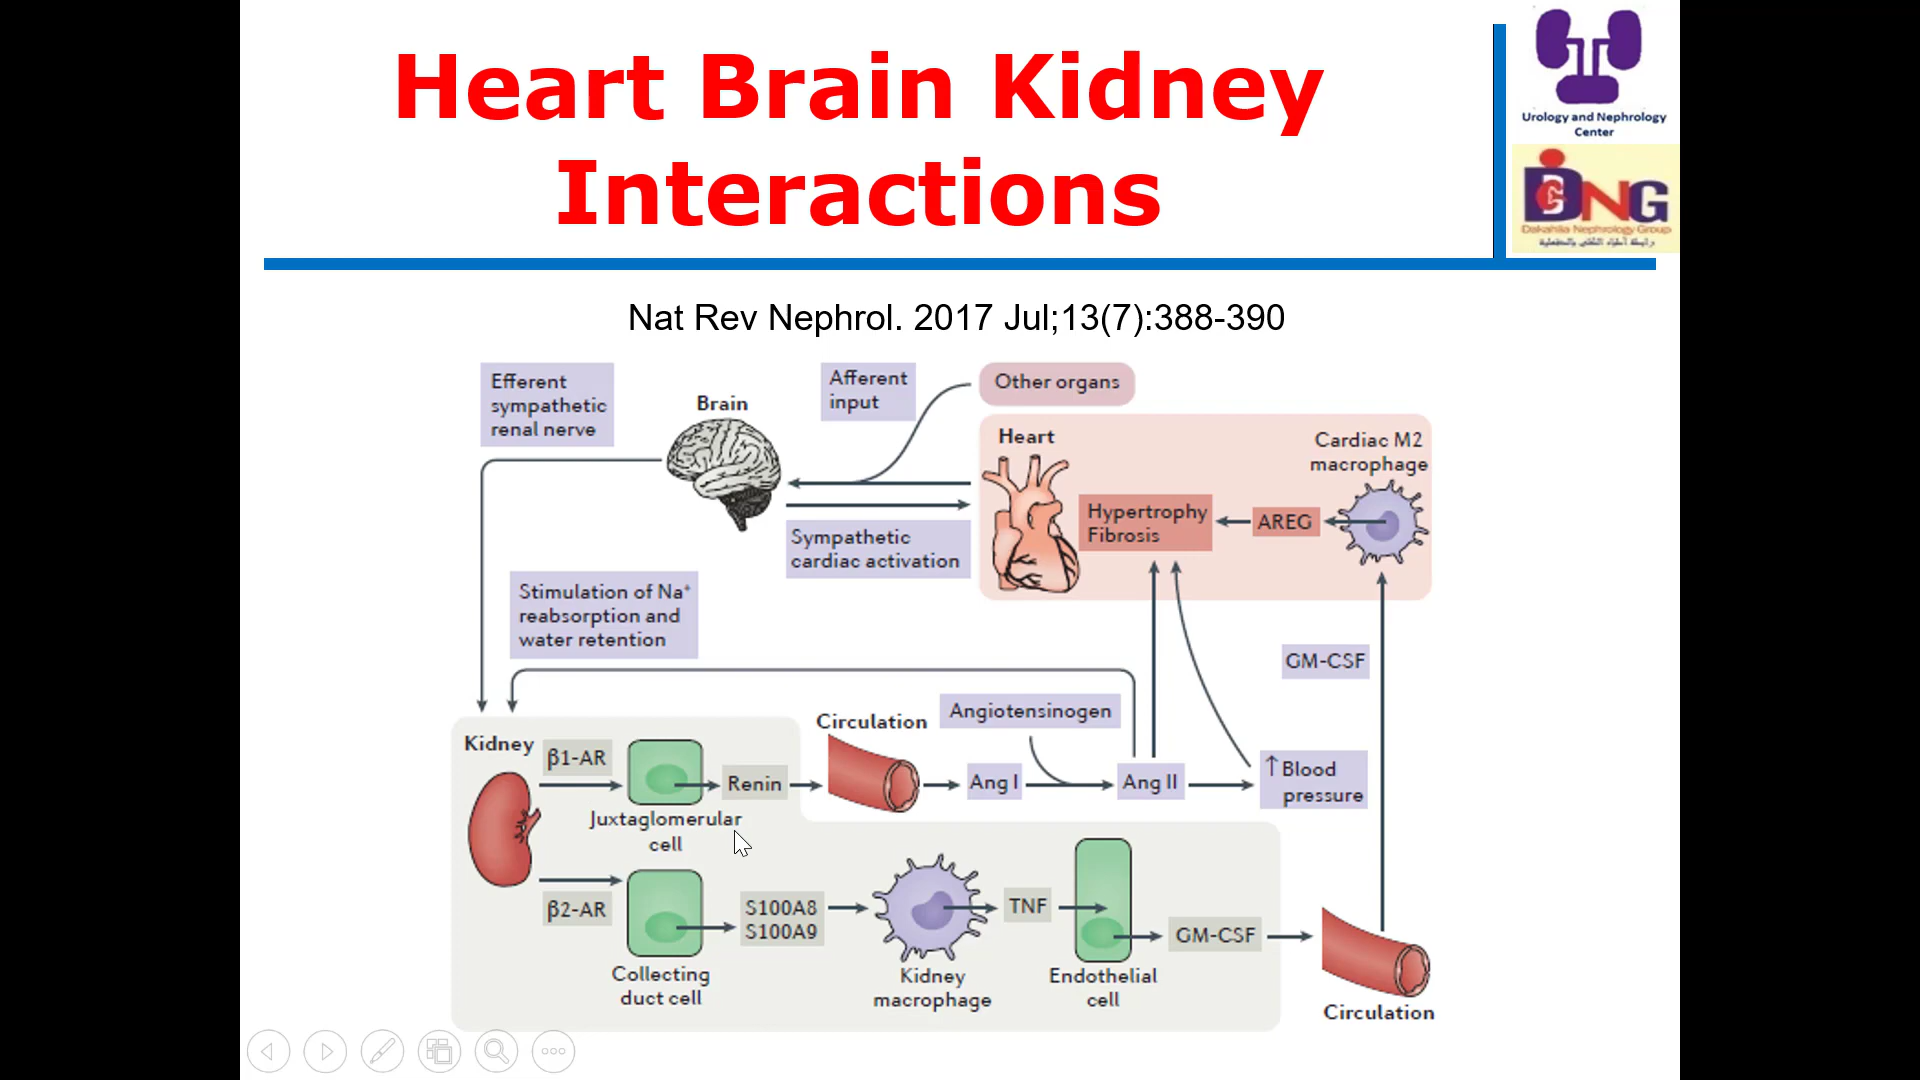 Heart Brain Kidney
Interactions
Urology and Nephrology
Center
DNG
Dakahlia Nephrology Group
Nat Rev Nephrol. 2017 Jul;13(7):388-390
Efferent
sympathetic
renal nerve
Brain
Afferent
input
Other organs
Heart
Cardiac M2
macrophage
Hypertrophy
Fibrosis
AREG
Sympathetic
cardiac activation
Stimulation of Na⁺
reabsorption and
water retention
GM-CSF
Kidney
β1-AR
Juxtaglomerular
cell
Renin
Circulation
Ang I
Angiotensinogen
Ang II
↑ Blood
pressure
β2-AR
Collecting
duct cell
S100A8
S100A9
Kidney
macrophage
TNF
Endothelial
cell
GM-CSF
Circulation